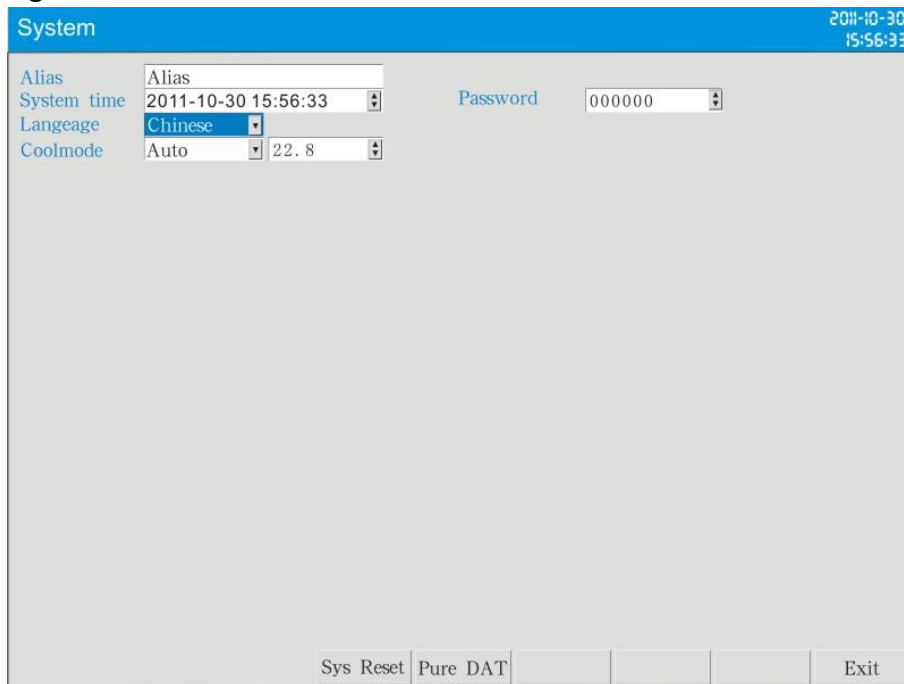 System 2011-10-30
15:56:33
Alias Alias
System time 2011-10-30 15:56:33 Password 000000
Langeage Chinese
Coolmode Auto 22.8
Sys Reset Pure DAT Exit